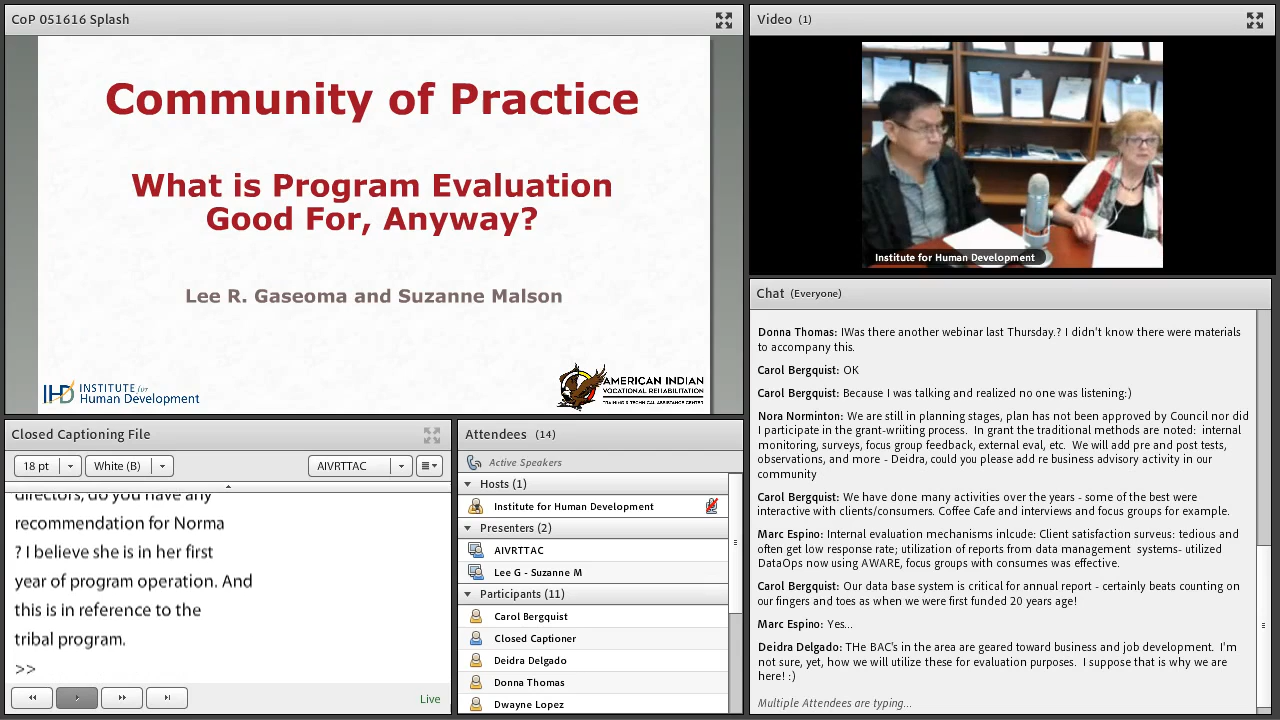 CoP 051616 Splash
Community of Practice
What is Program Evaluation
Good For, Anyway?
Lee R. Gaseoma and Suzanne Malson
IHD INSTITUTE for
Human Development
AMERICAN INDIAN
VOCATIONAL REHABILITATION
TRAINING & TECHNICAL ASSISTANCE CENTER
Video (1)
Institute for Human Development
Chat (Everyone)
Donna Thomas: IWas there another webinar last Thursday.? I didn't know there were materials
to accompany this.
Carol Bergquist: OK
Carol Bergquist: Because I was talking and realized no one was listening:)
Nora Norminton: We are still in planning stages, plan has not been approved by Council nor did
I participate in the grant-wriiting process. In grant the traditional methods are noted: internal
monitoring, surveys, focus group feedback, external eval, etc. We will add pre and post tests,
observations, and more - Deidra, could you please add re business advisory activity in our
community
Carol Bergquist: We have done many activities over the years - some of the best were
interactive with clients/consumers. Coffee Cafe and interviews and focus groups for example.
Marc Espino: Internal evaluation mechanisms inlcude: Client satisfaction surveus: tedious and
often get low response rate; utilization of reports from data management systems- utilized
DataOps now using AWARE, focus groups with consumes was effective.
Carol Bergquist: Our data base system is critical for annual report - certainly beats counting on
our fingers and toes as when we were first funded 20 years age!
Marc Espino: Yes...
Deidra Delgado: THe BAC's in the area are geared toward business and job development. I'm
not sure, yet, how we will utilize these for evaluation purposes. I suppose that is why we are
here! :)
Multiple Attendees are typing...
Closed Captioning File
18 pt
White (B)
AIVRTTAC
directors, do you have any
recommendation for Norma
? I believe she is in her first
year of program operation. And
this is in reference to the
tribal program.
>>
Live
Attendees (14)
Active Speakers
Hosts (1)
Institute for Human Development
Presenters (2)
AIVRTTAC
Lee G - Suzanne M
Participants (11)
Carol Bergquist
Closed Captioner
Deidra Delgado
Donna Thomas
Dwayne Lopez